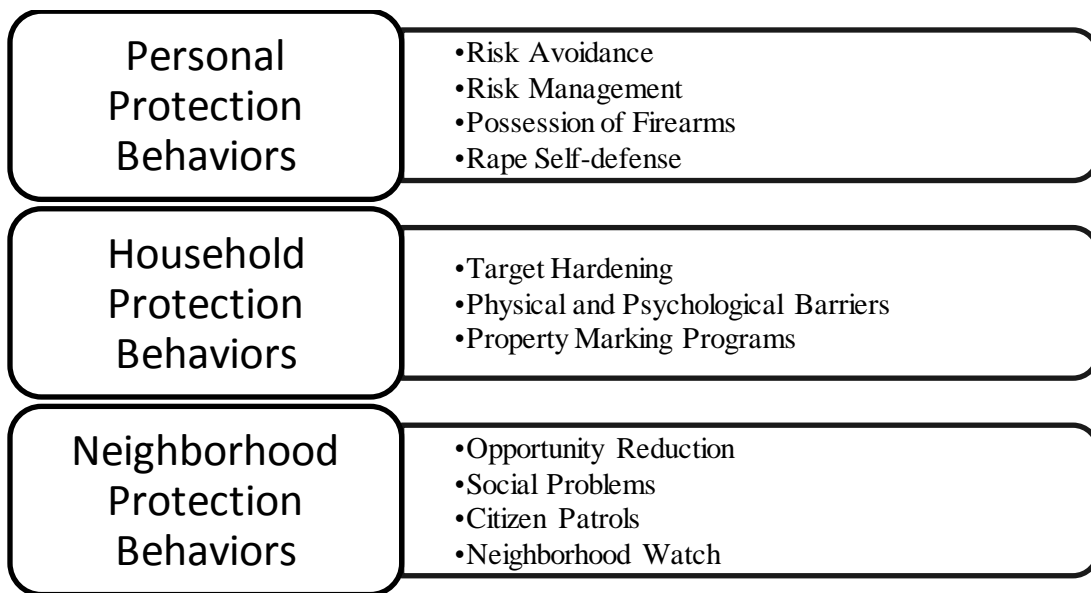 Personal
Protection
Behaviors
•Risk Avoidance
•Risk Management
•Possession of Firearms
•Rape Self-defense
Household
Protection
Behaviors
•Target Hardening
•Physical and Psychological Barriers
•Property Marking Programs
Neighborhood
Protection
Behaviors
•Opportunity Reduction
•Social Problems
•Citizen Patrols
•Neighborhood Watch